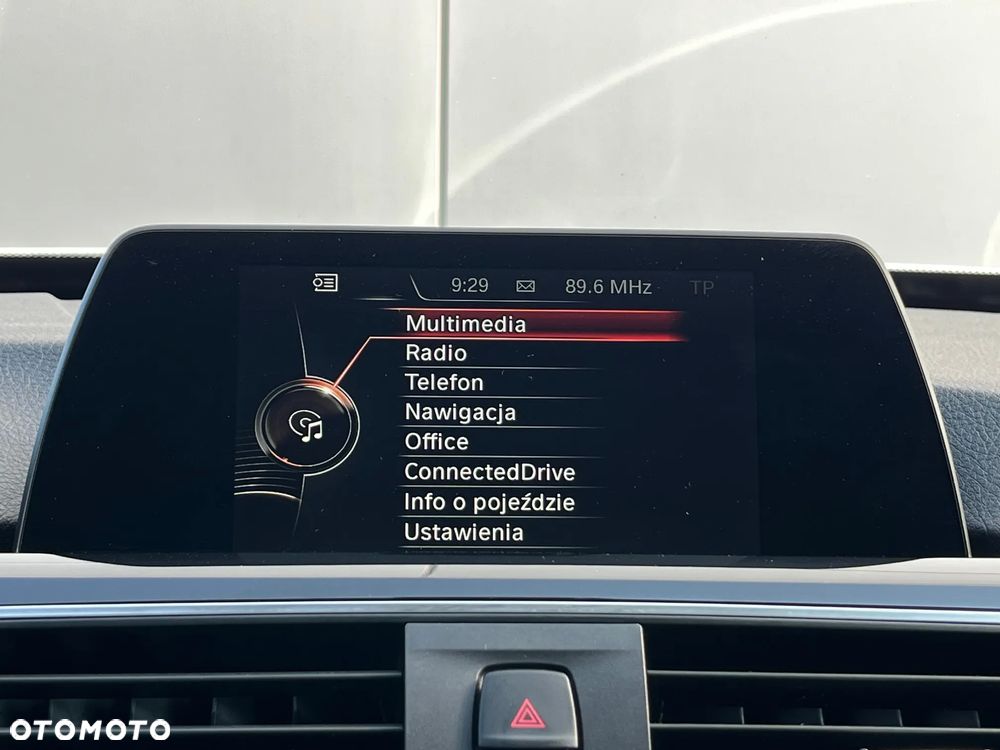 9:29 89.6 MHz TP
Multimedia
Radio
Telefon
Nawigacja
Office
ConnectedDrive
Info o pojeździe
Ustawienia
OTOMOTO